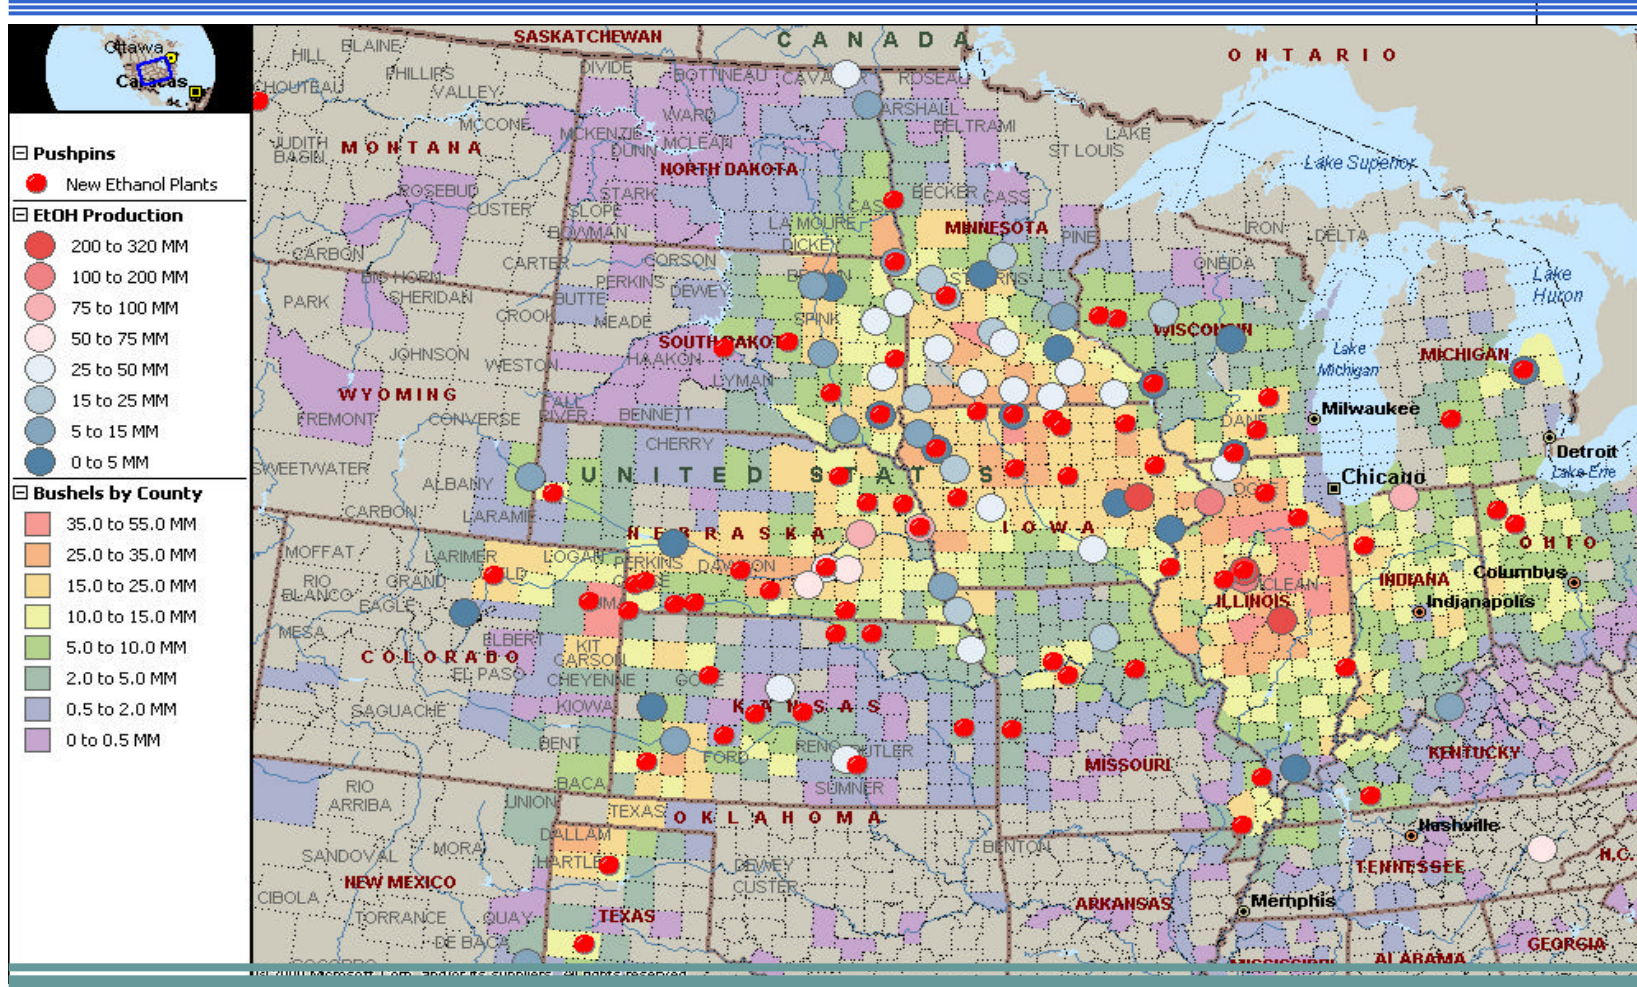 Ottawa
Caracas
Pushpins
New Ethanol Plants
EtOH Production
200 to 320 MM
100 to 200 MM
75 to 100 MM
50 to 75 MM
25 to 50 MM
15 to 25 MM
5 to 15 MM
0 to 5 MM
Bushels by County
35.0 to 55.0 MM
25.0 to 35.0 MM
15.0 to 25.0 MM
10.0 to 15.0 MM
5.0 to 10.0 MM
2.0 to 5.0 MM
0.5 to 2.0 MM
0 to 0.5 MM
SASKATCHEWAN
CANADA
ONTARIO
HILL
BLAINE
PHILLIPS
VALLEY
CHOUTEAU
DIVIDE
BOTTINEAU
ROSEAU
WARD
MCCONE
MCKENZIE
MCLEAN
DUNN
BELTRAMI
LAKE
ST LOUIS
JUDITH
BASIN
MONTANA
NORTH DAKOTA
Lake Superior
ROSEBUD
CUSTER
STARK
SLOPE
BOWMAN
LA MOURE
DICKEY
BECKER
CASS
MINNESOTA
PINE
IRON
DELTA
CARBON
BIG HORN
SHERIDAN
CARTER
CORSON
PERKINS
DEWEY
ONEIDA
Lake
Huron
PARK
CROOK
BUTTE
MEADE
SPINK
WISCONSIN
JOHNSON
WESTON
HAAKON
LYMAN
Lake
Michigan
MICHIGAN
WYOMING
FREMONT
CONVERSE
FALL
RIVER
BENNETT
CHERRY
DANE
Milwaukee
Detroit
Lake Erie
Chicago
SWEETWATER
ALBANY
UNITED STATES
CARBON
LARAMIE
NEBRASKA
IOWA
MOFFAT
LARIMER
LOGAN
PERKINS
DAWSON
OHIO
RIO
BLANCO
GRAND
EAGLE
INDIANA
Columbus
ILLINOIS
Indianapolis
MESA
ELBERT
COLORADO
EL PASO
KIT
CARSON
CHEYENNE
GOVE
SAGUACHE
KIOWA
KANSAS
BENT
FORD
RENO
BUTLER
SUMNER
MISSOURI
KENTUCKY
BACA
RIO
ARRIBA
UNION
TEXAS
OKLAHOMA
DALLAM
SANDOVAL
MORA
DEWEY
CUSTER
BENTON
Nashville
TENNESSEE
N.C.
NEW MEXICO
CIBOLA
TORRANCE
QUAY
TEXAS
ARKANSAS
Memphis
DE BACA
GEORGIA
ALABAMA